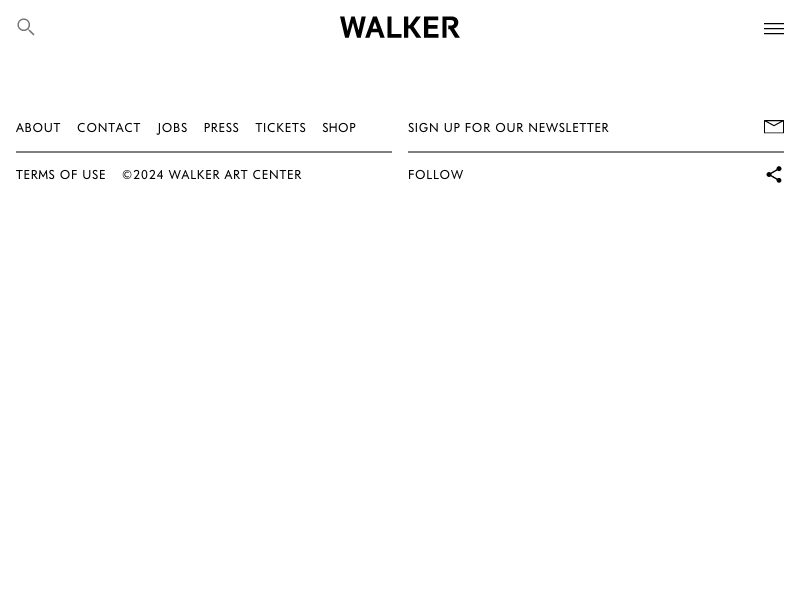 WALKER
ABOUT CONTACT JOBS PRESS TICKETS SHOP
TERMS OF USE ©2024 WALKER ART CENTER
SIGN UP FOR OUR NEWSLETTER
FOLLOW